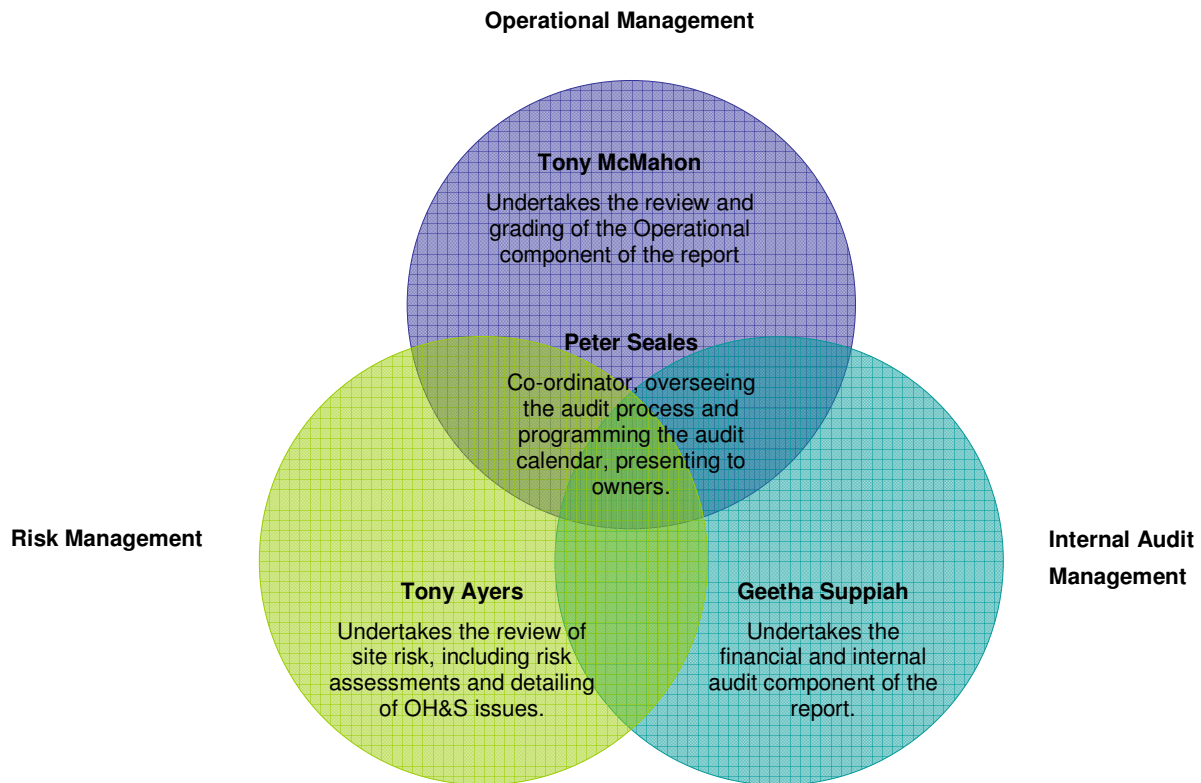 Operational Management
Tony McMahon
Undertakes the review and
grading of the Operational
component of the report
Peter Seales
Co-ordinator, overseeing
the audit process and
programming the audit
calendar, presenting to
owners.
Risk Management
Internal Audit
Management
Tony Ayers
Undertakes the review of
site risk, including risk
assessments and detailing
of OH&S issues.
Geetha Suppiah
Undertakes the
financial and internal
audit component of the
report.